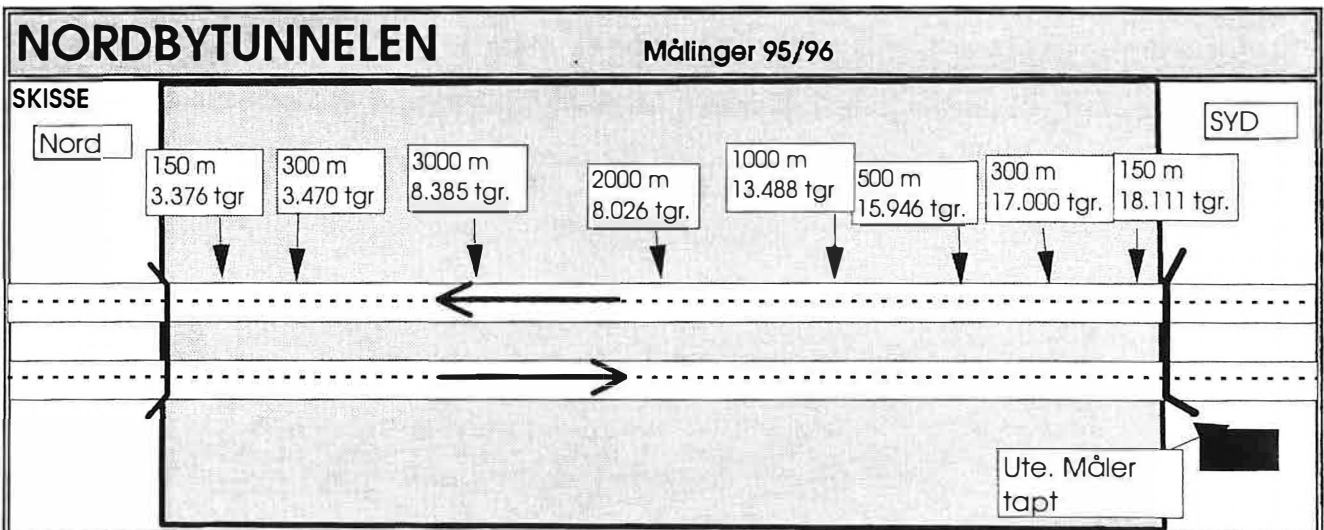 NORDBYTUNNELEN
Målinger 95/96
SKISSE
Nord
SYD
150 m
3.376 tgr
300 m
3.470 tgr
3000 m
8.385 tgr.
2000 m
8.026 tgr.
1000 m
13.488 tgr
500 m
15.946 tgr.
300 m
17.000 tgr.
150 m
18.111 tgr.
Ute. Måler
tapt